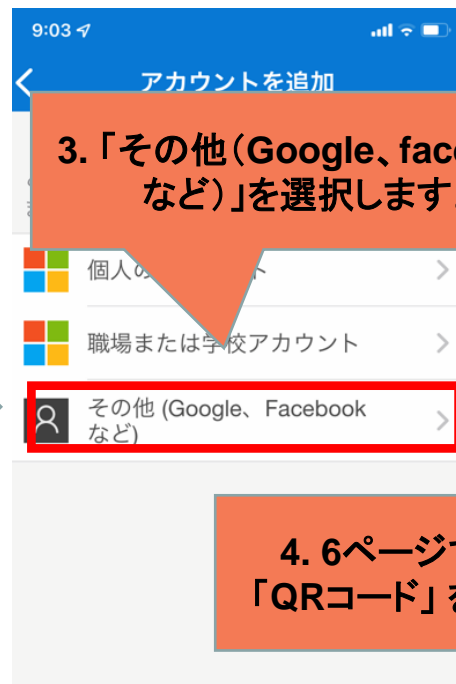 9:03
アカウントを追加
3. 「その他（Google、face
など）」を選択します
個人の
ト
職場または学校アカウント
その他 (Google、Facebook
など)
4. 6ページ
「QRコード」